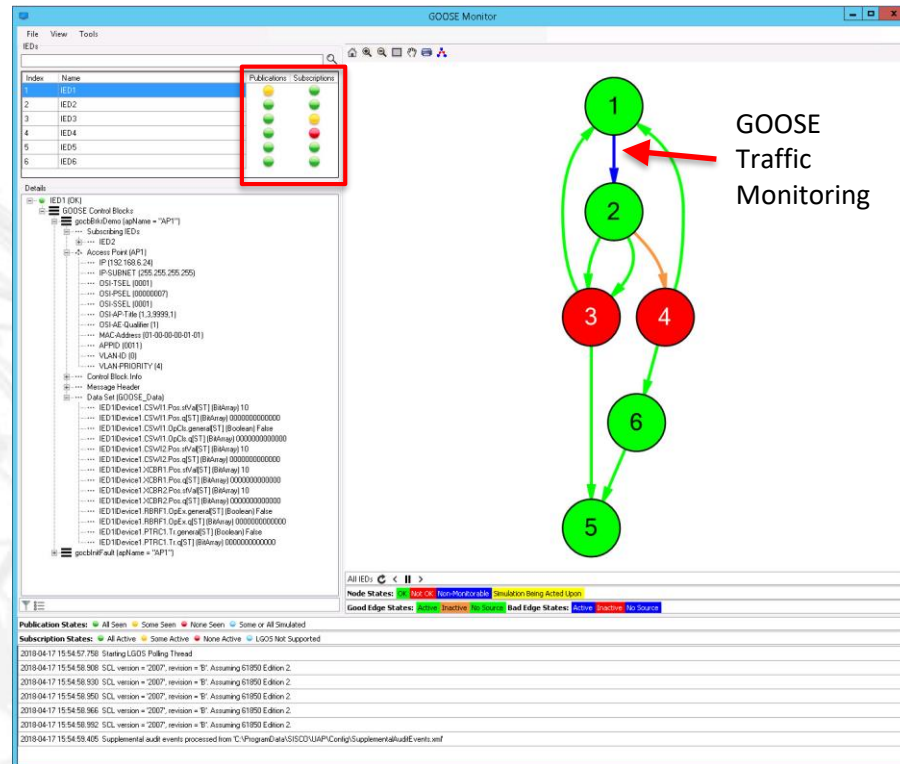 GOOSE Monitor
File View Tools
IEDs
Index Name Publications Subscriptions
1 IED1
2 IED2
3 IED3
4 IED4
5 IED5
6 IED6
Details
IED1 (OK)
GOOSE Control Blocks
gocbBrkrDemo (apName = "AP1")
Subscribing IEDs
IED2
Access Point (AP1)
IP (192.168.6.24)
IP-SUBNET (255.255.255.255)
OSI-TSEL (0001)
OSI-PSEL (00000007)
OSI-SSEL (0001)
OSI-AP-Title (1,3,9999,1)
OSI-AE-Qualifier (1)
MAC-Address (01-00-00-00-01-01)
APPID (0011)
VLAN-ID (0)
VLAN-PRIORITY (4)
Control Block Info
Message Header
Data Set (GOOSE_Data)
IED1IDevice1.CSWI1.Pos.stVal[ST] (BitArray) 10
IED1IDevice1.CSWI1.Pos.q[ST] (BitArray) 0000000000000
IED1IDevice1.CSWI1.OpCls.general[ST] (Boolean) False
IED1IDevice1.CSWI1.OpCls.q[ST] (BitArray) 0000000000000
IED1IDevice1.CSWI2.Pos.stVal[ST] (BitArray) 10
IED1IDevice1.CSWI2.Pos.q[ST] (BitArray) 0000000000000
IED1IDevice1.XCBR1.Pos.stVal[ST] (BitArray) 10
IED1IDevice1.XCBR1.Pos.q[ST] (BitArray) 0000000000000
IED1IDevice1.XCBR2.Pos.stVal[ST] (BitArray) 10
IED1IDevice1.XCBR2.Pos.q[ST] (BitArray) 0000000000000
IED1IDevice1.RBRF1.OpEx.general[ST] (Boolean) False
IED1IDevice1.RBRF1.OpEx.q[ST] (BitArray) 0000000000000
IED1IDevice1.PTRC1.Tr.general[ST] (Boolean) False
IED1IDevice1.PTRC1.Tr.q[ST] (BitArray) 0000000000000
gocbInitFault (apName = "AP1")
1
2
3
4
6
5
GOOSE
Traffic
Monitoring
All IEDs
Node States: OK Not OK Non-Monitorable Simulation Being Acted Upon
Good Edge States: Active Inactive No Source Bad Edge States: Active Inactive No Source
Publication States: All Seen Some Seen None Seen Some or All Simulated
Subscription States: All Active Some Active None Active LGOS Not Supported
2018-04-17 15:54:57.758 Starting LGOS Polling Thread
2018-04-17 15:54:58.908 SCL version = '2007', revision = 'B'. Assuming 61850 Edition 2.
2018-04-17 15:54:58.930 SCL version = '2007', revision = 'B'. Assuming 61850 Edition 2.
2018-04-17 15:54:58.950 SCL version = '2007', revision = 'B'. Assuming 61850 Edition 2.
2018-04-17 15:54:58.966 SCL version = '2007', revision = 'B'. Assuming 61850 Edition 2.
2018-04-17 15:54:58.992 SCL version = '2007', revision = 'B'. Assuming 61850 Edition 2.
2018-04-17 15:54:59.405 Supplemental audit events processed from 'C:\ProgramData\SISCO\UAP\Config\SupplementalAuditEvents.xml'